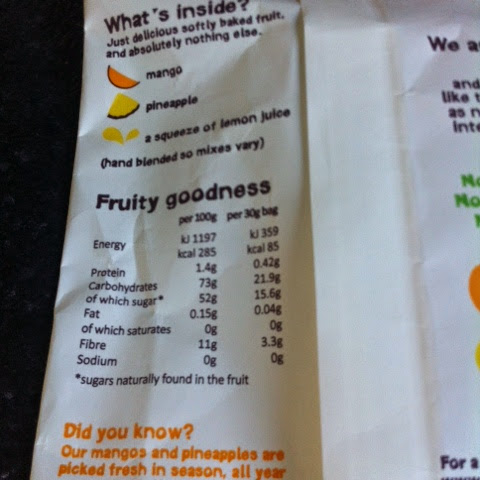 What's inside?
Just delicious softly baked fruit,
and absolutely nothing else.
mango
pineapple
a squeeze of lemon juice
(hand blended so mixes vary)
Fruity goodness
per 100g per 30g bag
Energy kJ 1197 kJ 359
kcal 285 kcal 85
Protein 1.4g 0.42g
Carbohydrates 73g 21.9g
of which sugar* 52g 15.6g
Fat 0.15g 0.04g
of which saturates 0g 0g
Fibre 11g 3.3g
Sodium 0g 0g
*sugars naturally found in the fruit
Did you know?
Our mangos and pineapples are
picked fresh in season, all year
We
and
like
as
For a